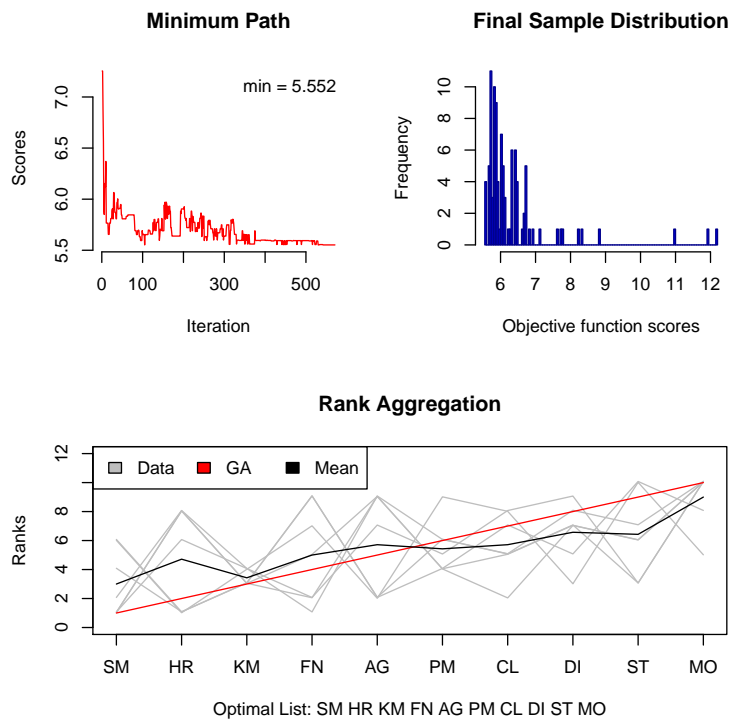 Minimum Path
min = 5.552
Scores
7.0
6.5
6.0
5.5
0 100 300 500
Iteration
Final Sample Distribution
Frequency
10
8
6
4
2
0
6 7 8 9 10 11 12
Objective function scores
Rank Aggregation
Data GA Mean
Ranks
12
8
6
4
2
0
SM HR KM FN AG PM CL DI ST MO
Optimal List: SM HR KM FN AG PM CL DI ST MO